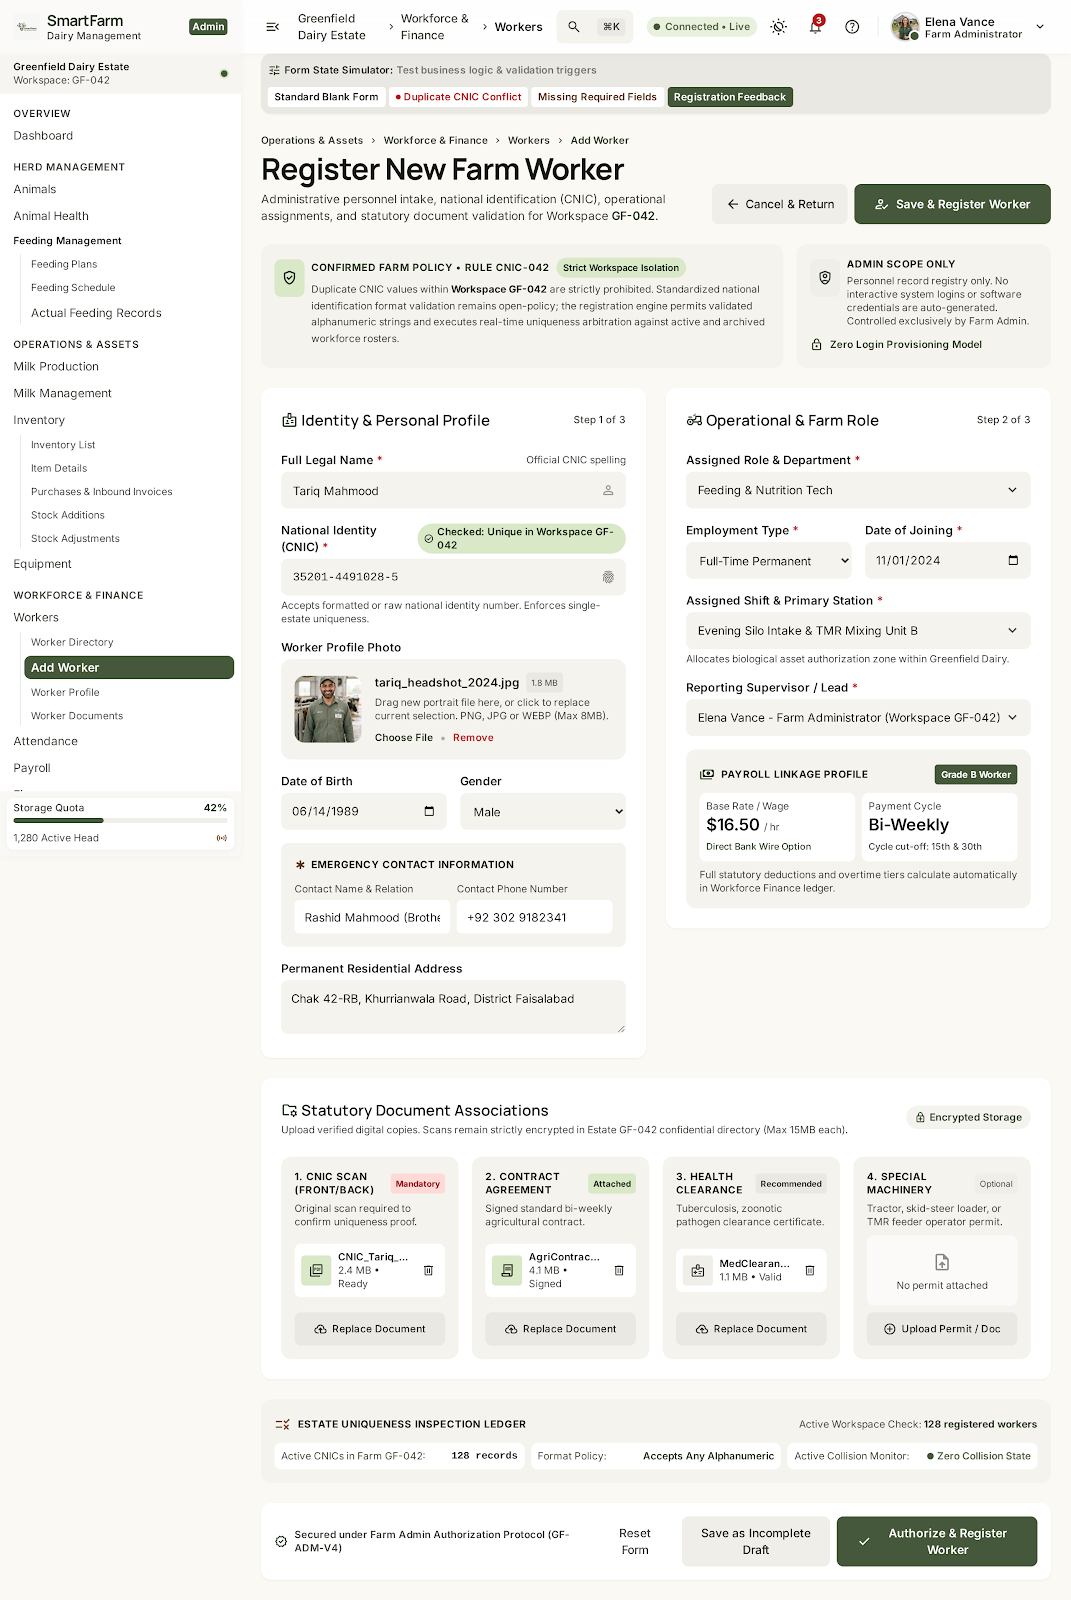 SmartFarm
Dairy Management
Admin
Greenfield Dairy Estate
Workspace: GF-042
OVERVIEW
Dashboard
HERD MANAGEMENT
Animals
Animal Health
Feeding Management
Feeding Plans
Feeding Schedule
Actual Feeding Records
OPERATIONS & ASSETS
Milk Production
Milk Management
Inventory
Inventory List
Item Details
Purchases & Inbound Invoices
Stock Additions
Stock Adjustments
Equipment
WORKFORCE & FINANCE
Workers
Worker Directory
Add Worker
Worker Profile
Worker Documents
Attendance
Payroll
Storage Quota 42%
1,280 Active Head
Greenfield Dairy Estate › Workforce & Finance › Workers
⌘K
Connected • Live
3
Elena Vance
Farm Administrator
Form State Simulator: Test business logic & validation triggers
Standard Blank Form
Duplicate CNIC Conflict
Missing Required Fields
Registration Feedback
Operations & Assets › Workforce & Finance › Workers › Add Worker
Register New Farm Worker
Administrative personnel intake, national identification (CNIC), operational
assignments, and statutory document validation for Workspace GF-042.
Cancel & Return
Save & Register Worker
CONFIRMED FARM POLICY • RULE CNIC-042 Strict Workspace Isolation
Duplicate CNIC values within Workspace GF-042 are strictly prohibited. Standardized national
identification format validation remains open-policy; the registration engine permits validated
alphanumeric strings and executes real-time uniqueness arbitration against active and archived
workforce rosters.
ADMIN SCOPE ONLY
Personnel record registry only. No
interactive system logins or software
credentials are auto-generated.
Controlled exclusively by Farm Admin.
Zero Login Provisioning Model
Identity & Personal Profile Step 1 of 3
Full Legal Name * Official CNIC spelling
Tariq Mahmood
National Identity
(CNIC) *
Checked: Unique in Workspace GF-
042
35201-4491028-5
Accepts formatted or raw national identity number. Enforces single-
estate uniqueness.
Worker Profile Photo
tariq_headshot_2024.jpg 1.8 MB
Drag new portrait file here, or click to replace
current selection. PNG, JPG or WEBP (Max 8MB).
Choose File • Remove
Date of Birth Gender
06/14/1989 Male
EMERGENCY CONTACT INFORMATION
Contact Name & Relation Contact Phone Number
Rashid Mahmood (Brothe +92 302 9182341
Permanent Residential Address
Chak 42-RB, Khurrianwala Road, District Faisalabad
Operational & Farm Role Step 2 of 3
Assigned Role & Department *
Feeding & Nutrition Tech
Employment Type * Date of Joining *
Full-Time Permanent 11/01/2024
Assigned Shift & Primary Station *
Evening Silo Intake & TMR Mixing Unit B
Allocates biological asset authorization zone within Greenfield Dairy.
Reporting Supervisor / Lead *
Elena Vance - Farm Administrator (Workspace GF-042)
PAYROLL LINKAGE PROFILE Grade B Worker
Base Rate / Wage
$16.50 / hr
Direct Bank Wire Option
Payment Cycle
Bi-Weekly
Cycle cut-off: 15th & 30th
Full statutory deductions and overtime tiers calculate automatically
in Workforce Finance ledger.
Statutory Document Associations
Upload verified digital copies. Scans remain strictly encrypted in Estate GF-042 confidential directory (Max 15MB each).
Encrypted Storage
1. CNIC SCAN
(FRONT/BACK)
Mandatory
Original scan required to
confirm uniqueness proof.
CNIC_Tariq_...
2.4 MB •
Ready
Replace Document
2. CONTRACT
AGREEMENT
Attached
Signed standard bi-weekly
agricultural contract.
AgriContrac...
4.1 MB •
Signed
Replace Document
3. HEALTH
CLEARANCE
Recommended
Tuberculosis, zoonotic
pathogen clearance certificate.
MedClearan...
1.1 MB • Valid
Replace Document
4. SPECIAL
MACHINERY
Optional
Tractor, skid-steer loader, or
TMR feeder operator permit.
No permit attached
Upload Permit / Doc
ESTATE UNIQUENESS INSPECTION LEDGER Active Workspace Check: 128 registered workers
Active CNICs in Farm GF-042: 128 records
Format Policy: Accepts Any Alphanumeric
Active Collision Monitor: Zero Collision State
Secured under Farm Admin Authorization Protocol (GF-
ADM-V4)
Reset
Form
Save as Incomplete
Draft
Authorize & Register
Worker